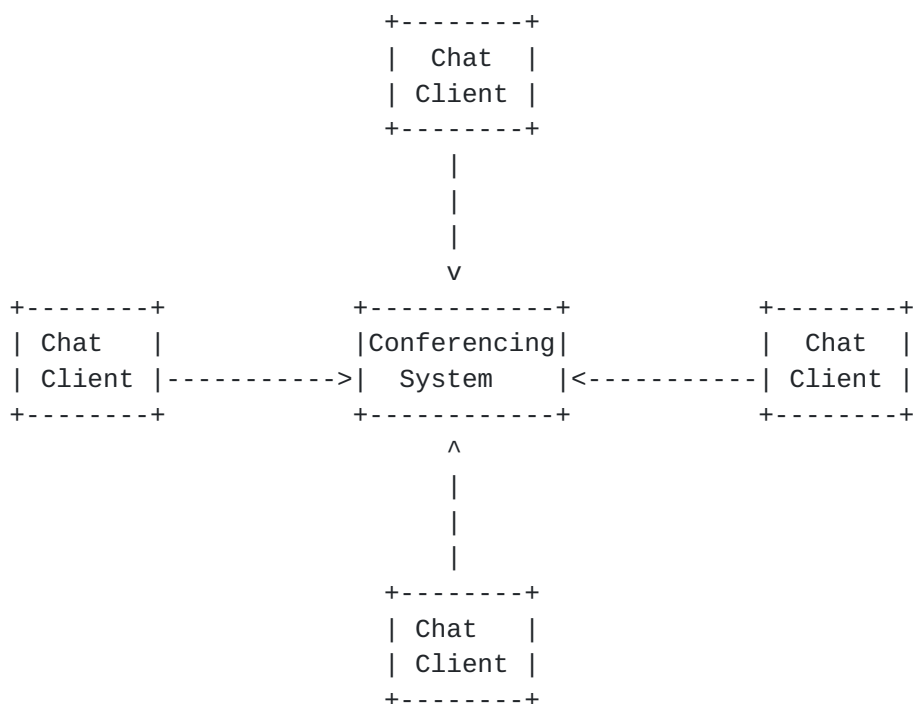 Chat
Client
Chat
Client
Conferencing
System
Chat
Client
Chat
Client